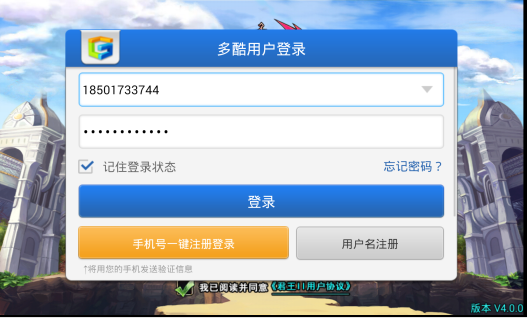 多酷用户登录
18501733744
••••••••••••
记住登录状态
忘记密码？
登录
手机号一键注册登录
用户名注册
↑将用您的手机发送验证信息
我已阅读并同意《君王II用户协议》
版本 V4.0.0